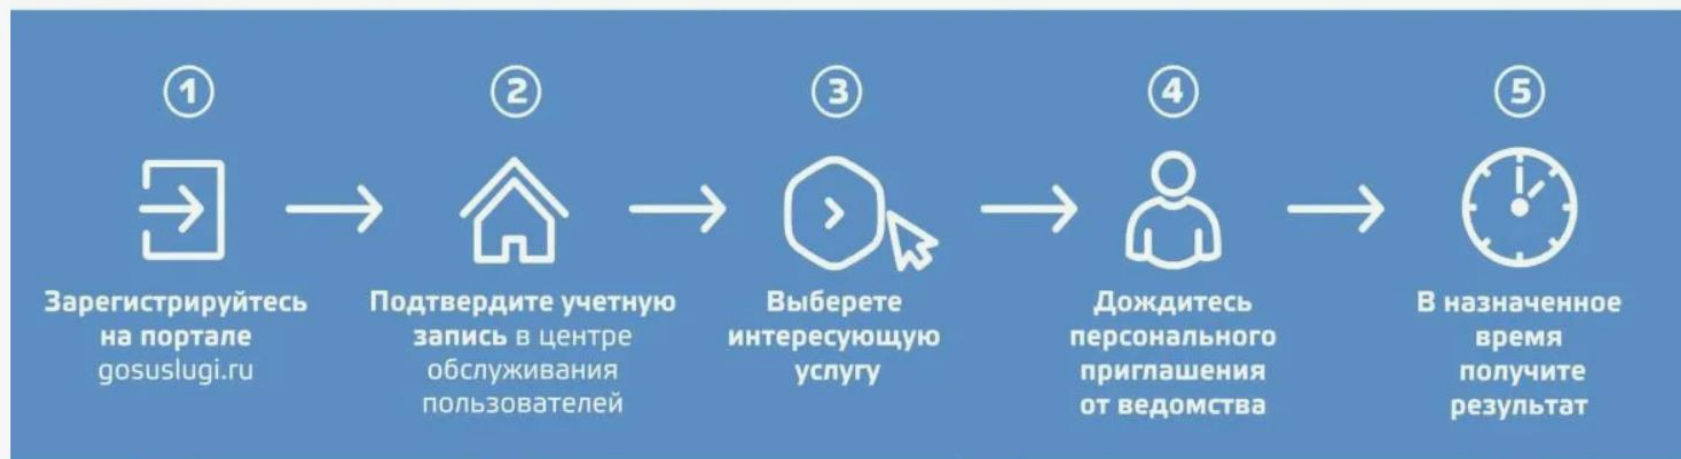 1
Зарегистрируйтесь
на портале
gosuslugi.ru
2
Подтвердите учетную
запись в центре
обслуживания
пользователей
3
Выберете
интересующую
услугу
4
Дождитесь
персонального
приглашения
от ведомства
5
В назначенное
время
получите
результат